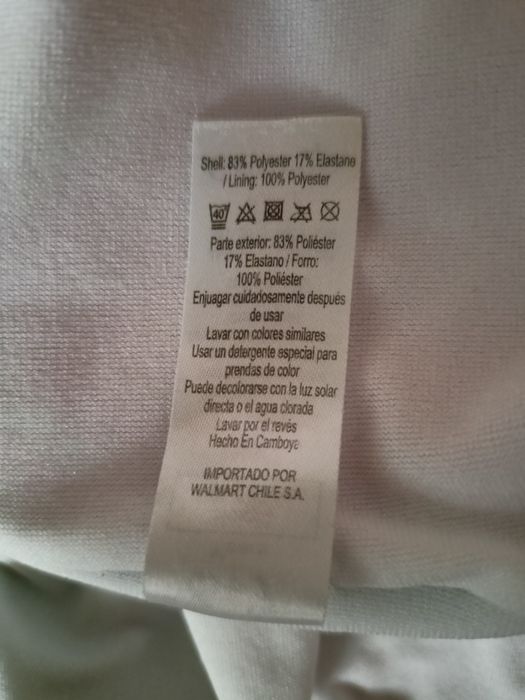 Shell: 83% Polyester 17% Elastane
/ Lining: 100% Polyester
40
Parte exterior: 83% Poliéster
17% Elastano / Forro:
100% Poliéster
Enjuagar cuidadosamente después
de usar
Lavar con colores similares
Usar un detergente especial para
prendas de color
Puede decolorarse con la luz solar
directa o el agua clorada
Lavar por el revés
Hecho En Camboya
IMPORTADO POR
WALMART CHILE S.A.